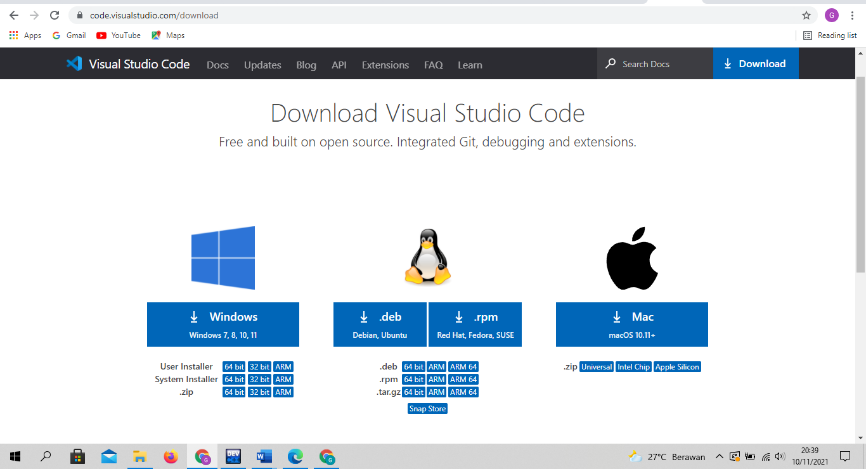 code.visualstudio.com/download
G
Apps Gmail YouTube Maps Reading list
Visual Studio Code Docs Updates Blog API Extensions FAQ Learn Search Docs Download
Download Visual Studio Code
Free and built on open source. Integrated Git, debugging and extensions.
Windows
Windows 7, 8, 10, 11
.deb
Debian, Ubuntu
.rpm
Red Hat, Fedora, SUSE
Mac
macOS 10.11+
User Installer 64 bit 32 bit ARM
System Installer 64 bit 32 bit ARM
.zip 64 bit 32 bit ARM
.deb 64 bit ARM ARM 64
.rpm 64 bit ARM ARM 64
.tar.gz 64 bit ARM ARM 64
Snap Store
.zip Universal Intel Chip Apple Silicon
DEV
27°C Berawan
20:39
10/11/2021